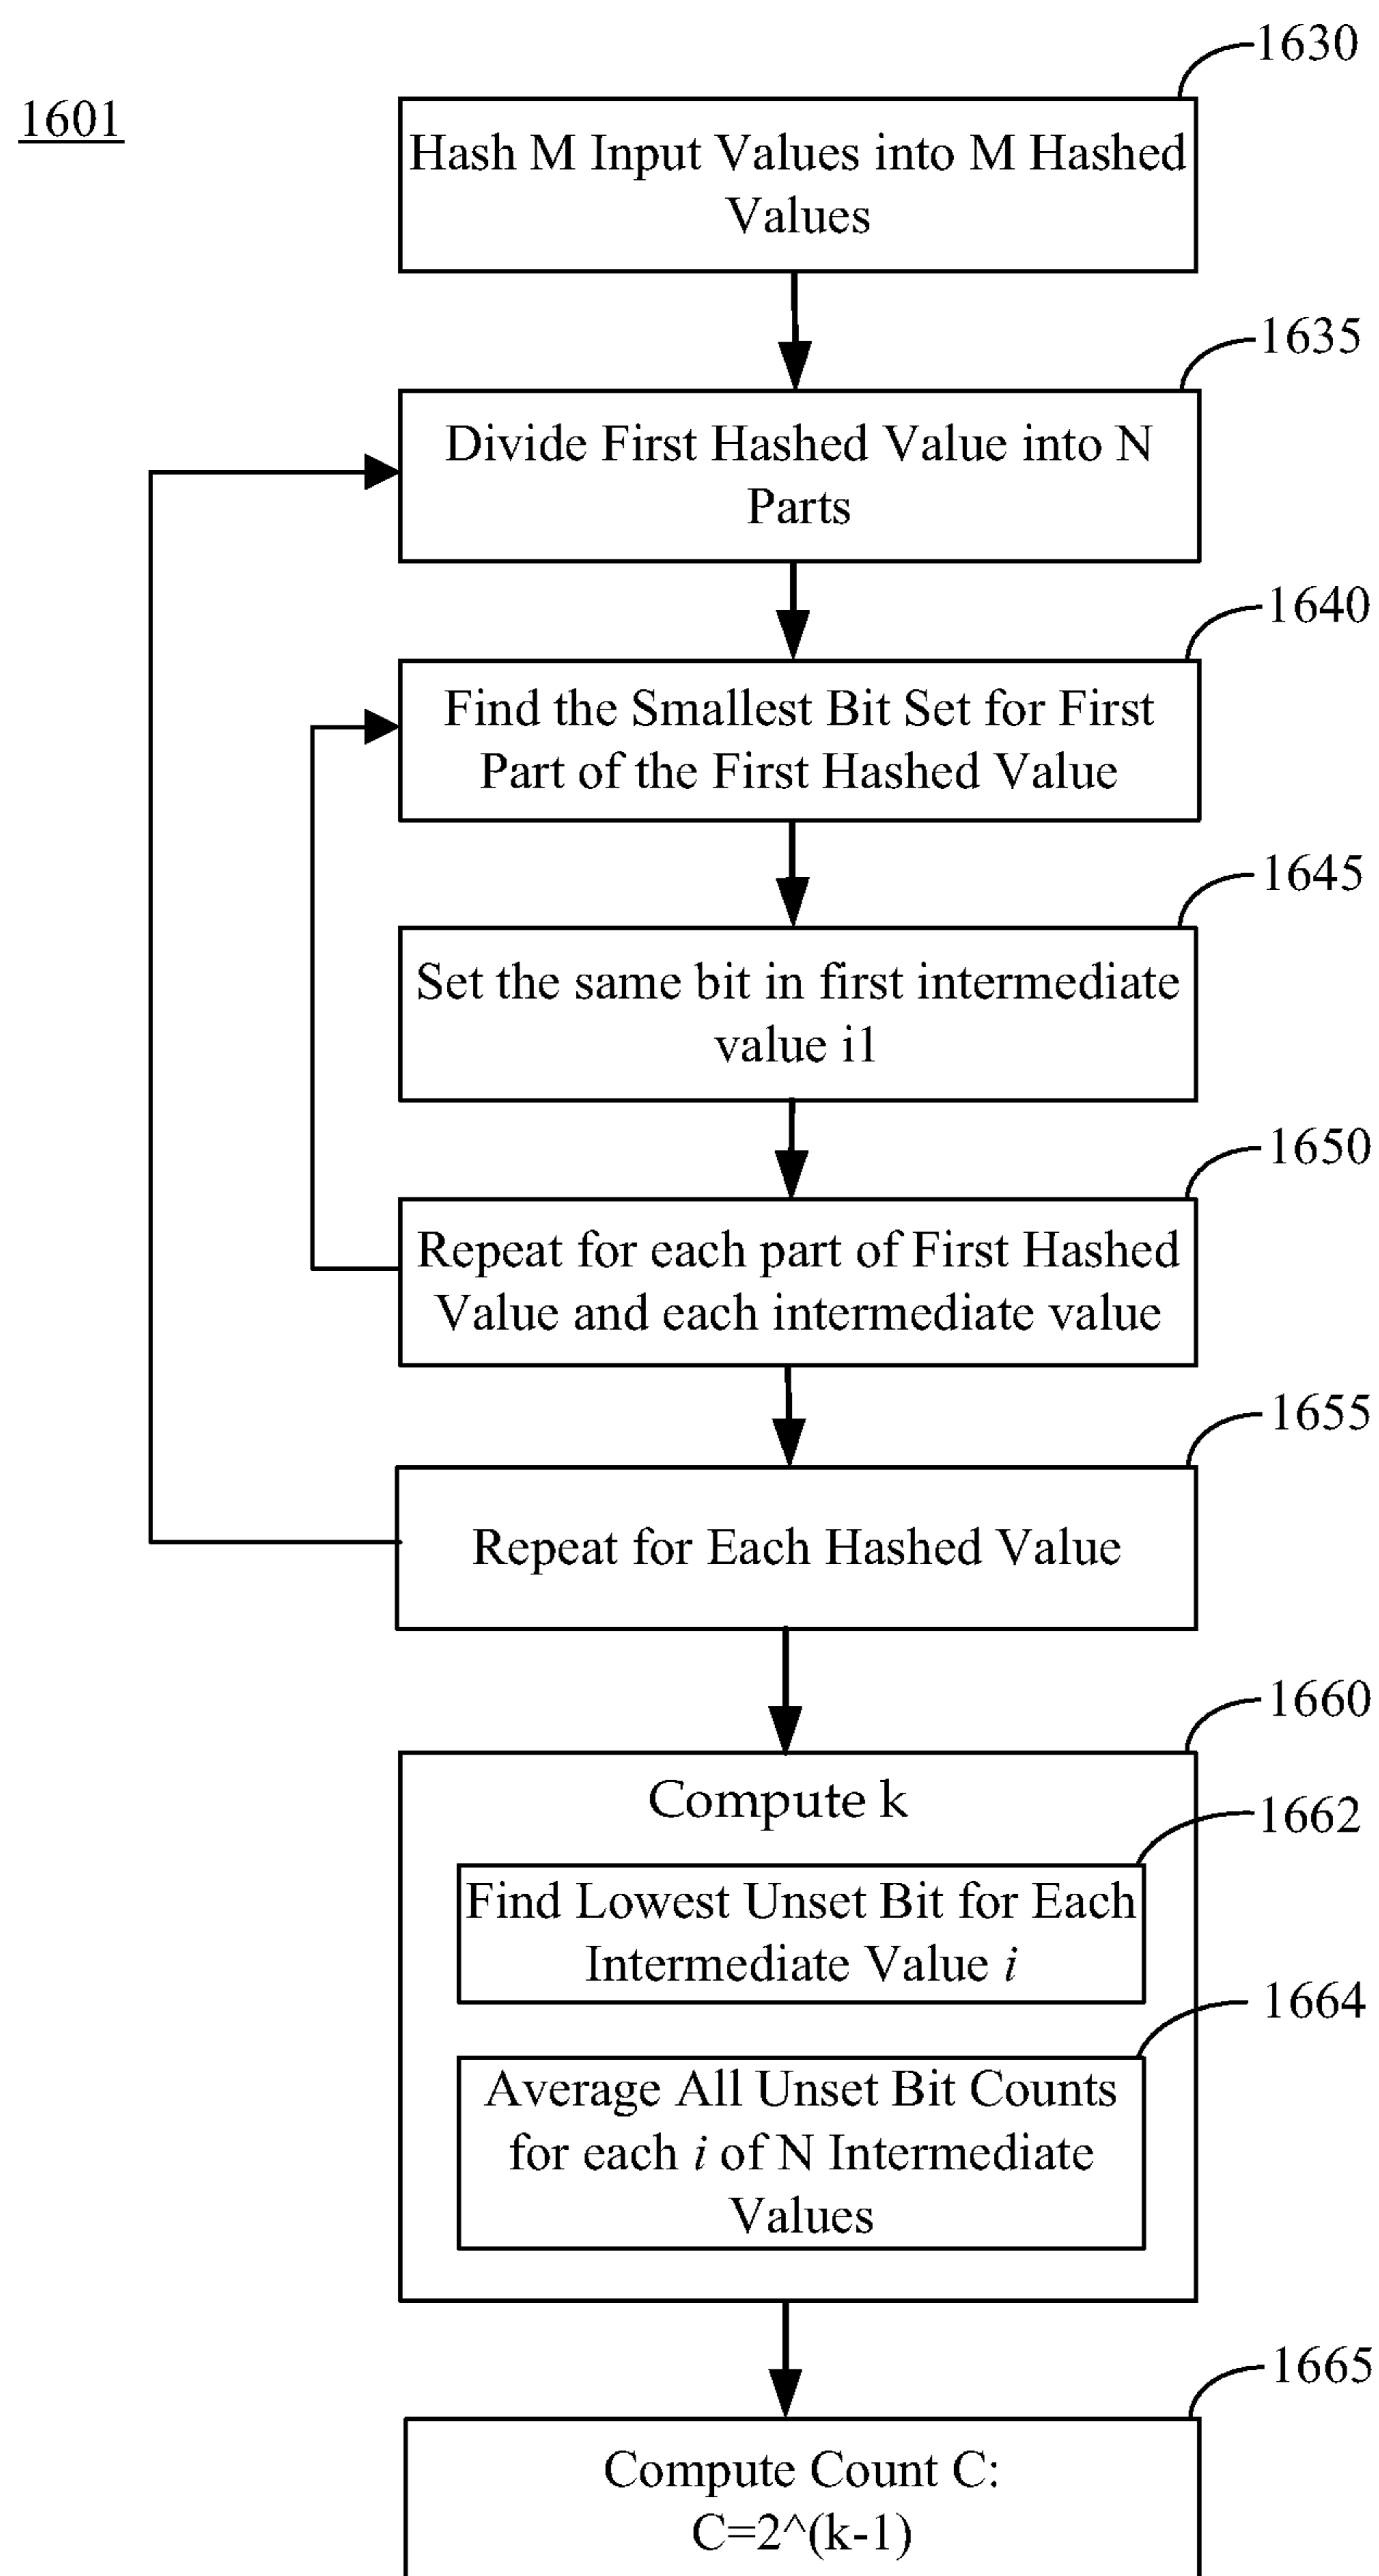 1630
1601
Hash M Input Values into M Hashed
Values
1635
Divide First Hashed Value into N
Parts
1640
Find the Smallest Bit Set for First
Part of the First Hashed Value
1645
Set the same bit in first intermediate
value i1
1650
Repeat for each part of First Hashed
Value and each intermediate value
1655
Repeat for Each Hashed Value
1660
Compute k
1662
Find Lowest Unset Bit for Each
Intermediate Value i
1664
Average All Unset Bit Counts
for each i of N Intermediate
Values
1665
Compute Count C:
C=2^(k-1)